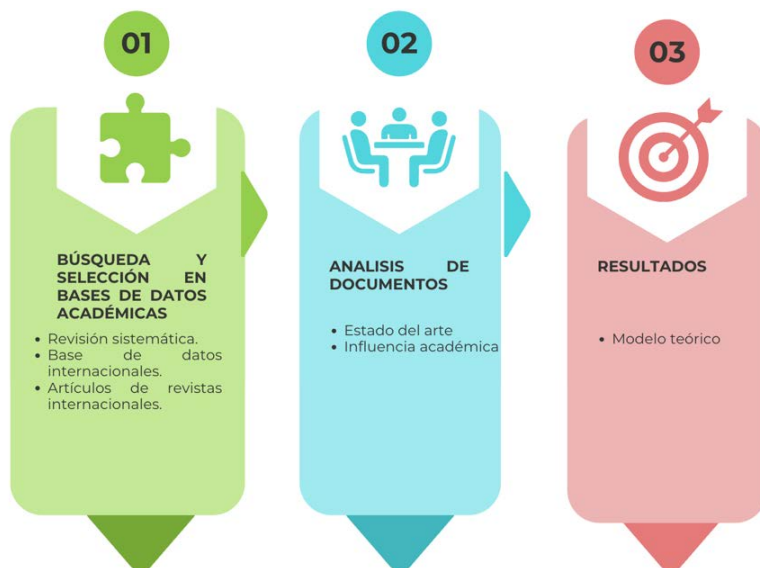 01
BÚSQUEDA Y
SELECCIÓN EN
BASES DE DATOS
ACADÉMICAS
• Revisión sistemática.
• Base de datos
internacionales.
• Artículos de revistas
internacionales.
02
ANALISIS DE
DOCUMENTOS
• Estado del arte
• Influencia académica
03
RESULTADOS
• Modelo teórico